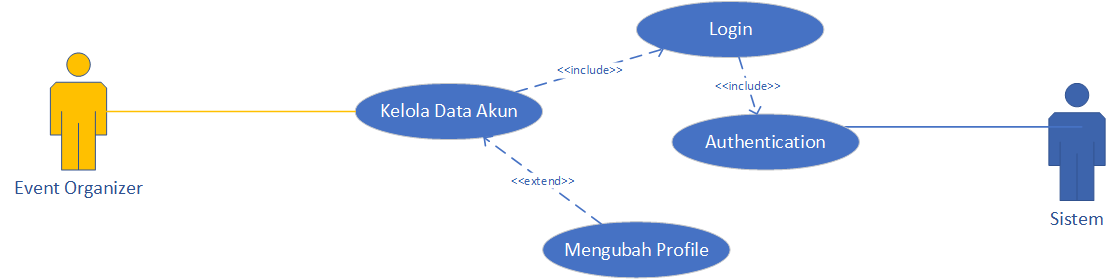 Login
<<include>>
<<include>>
Kelola Data Akun
Authentication
<<extend>>
Event Organizer
Sistem
Mengubah Profile